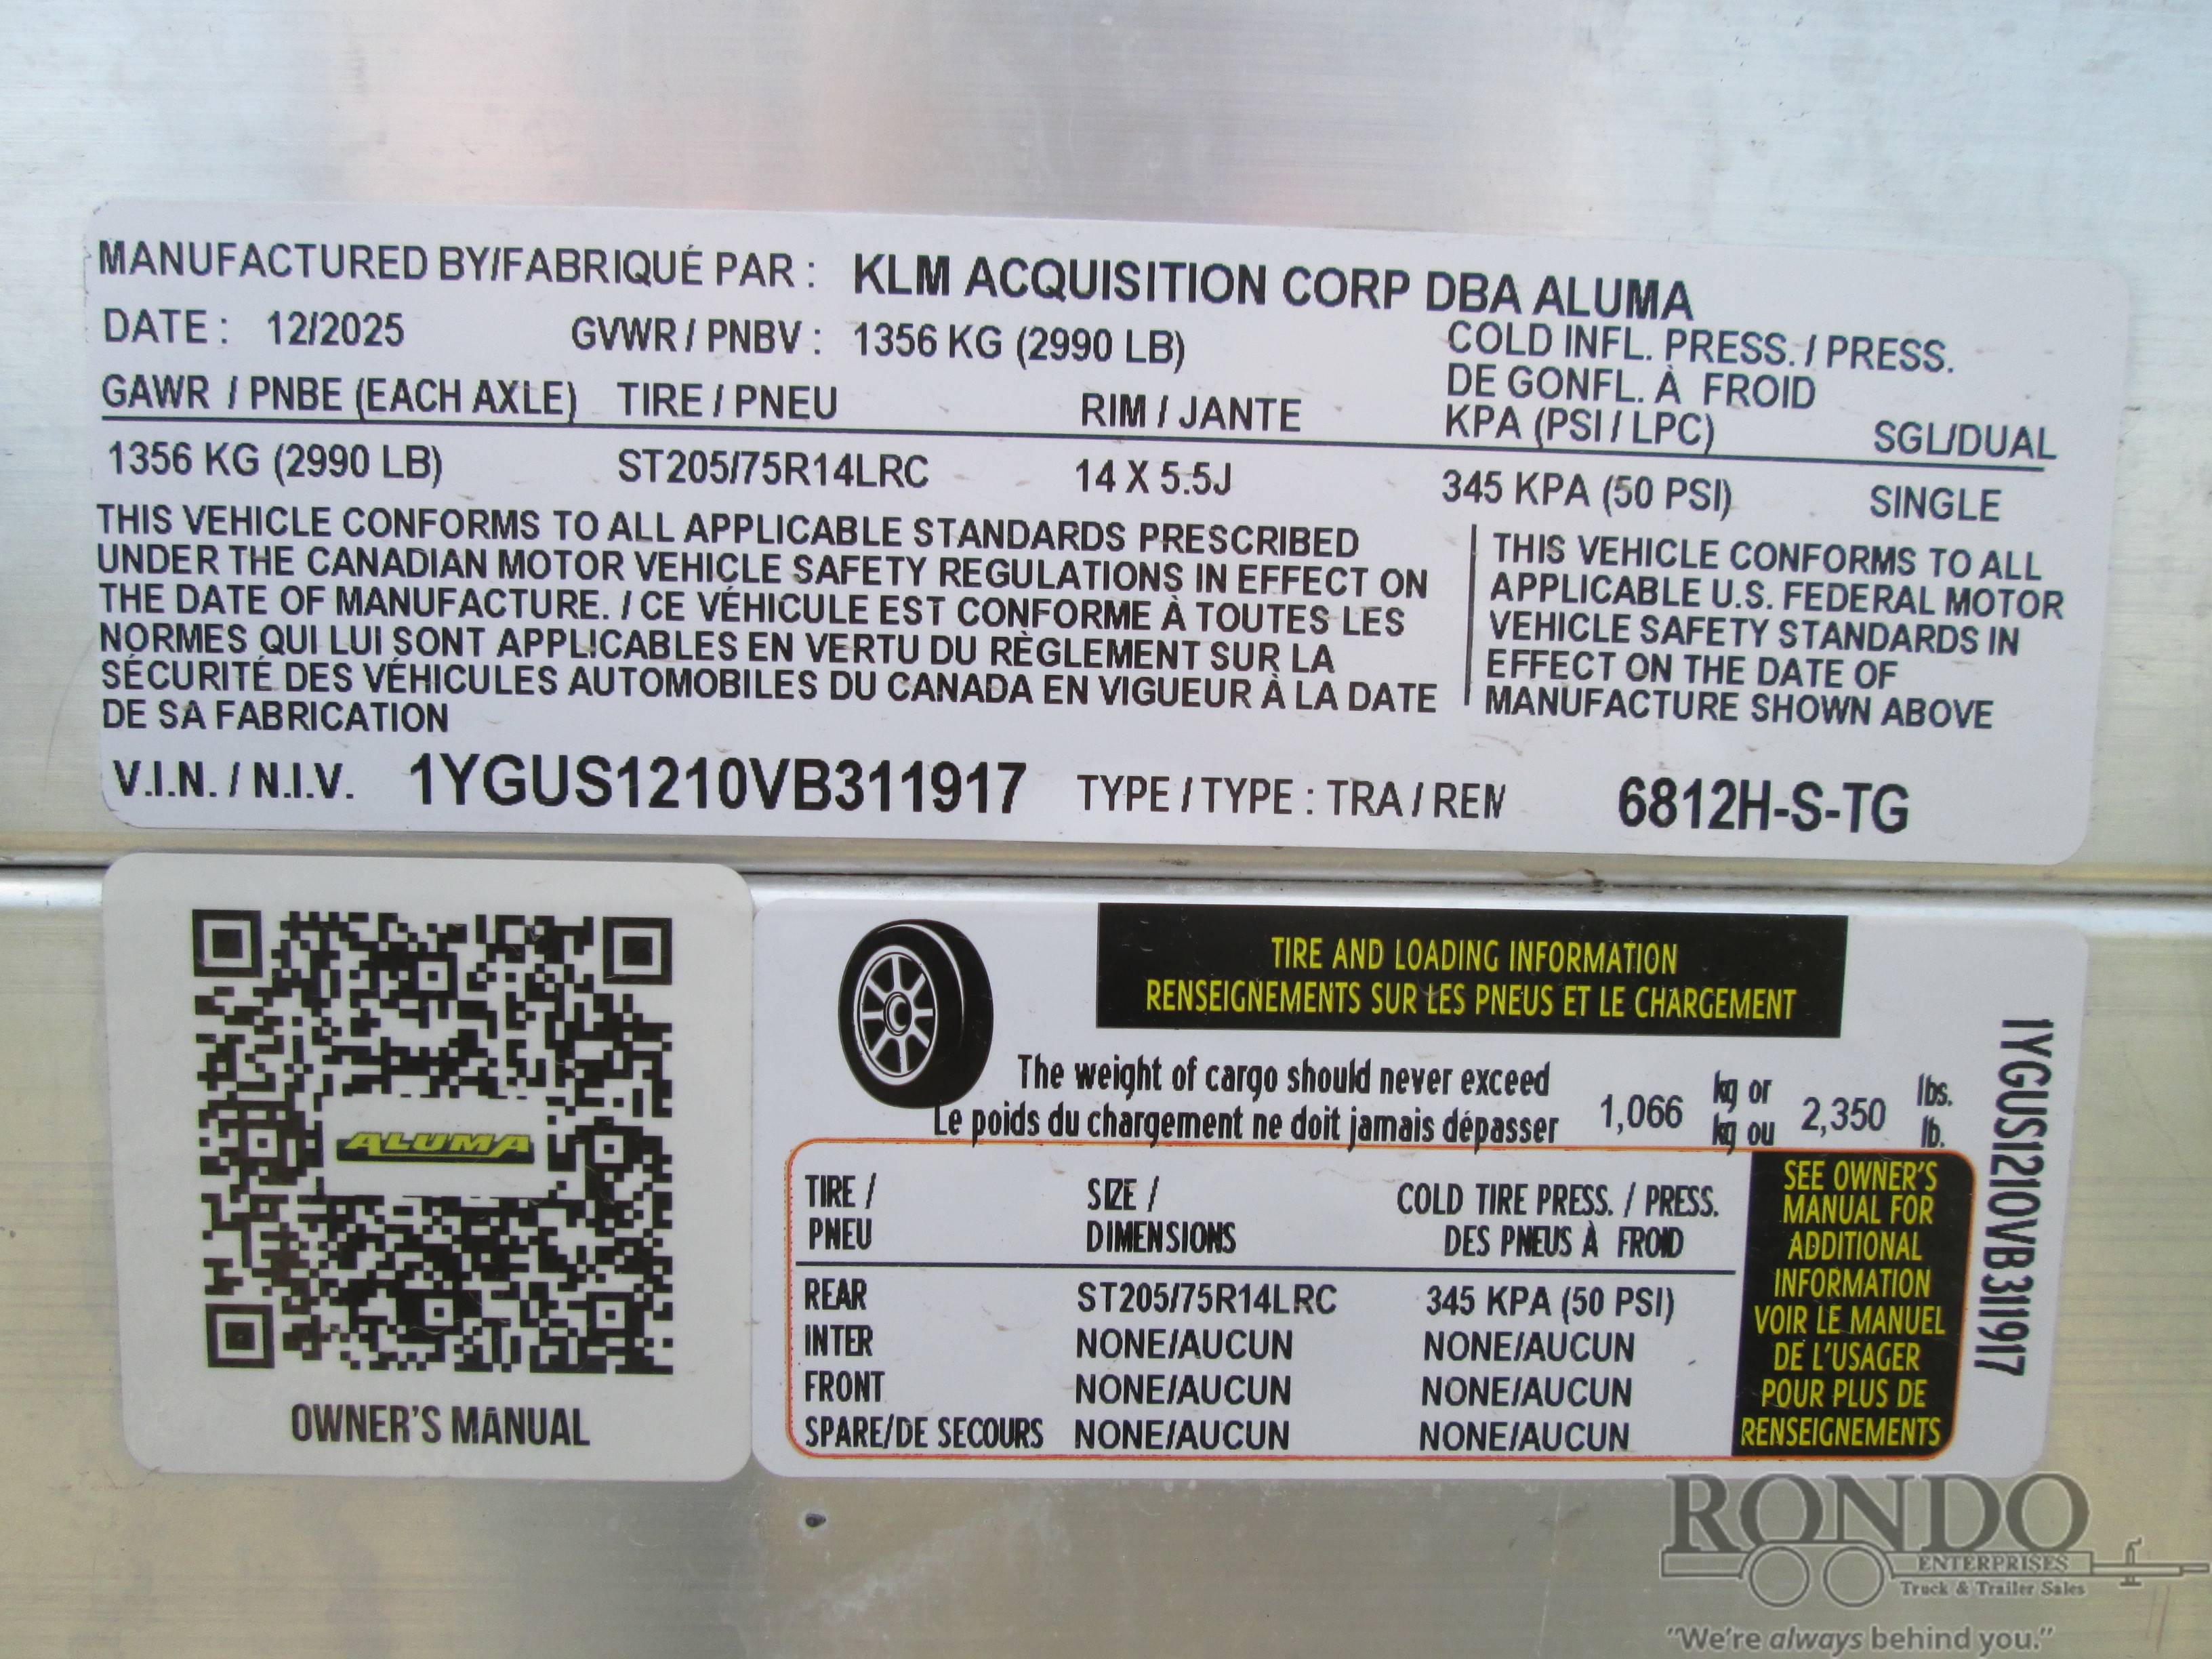 MANUFACTURED BY/FABRIQUÉ PAR : KLM ACQUISITION CORP DBA ALUMA
DATE : 12/2025 GVWR / PNBV : 1356 KG (2990 LB)
COLD INFL. PRESS. / PRESS.
DE GONFL. À FROID
GAWR / PNBE (EACH AXLE) TIRE / PNEU RIM / JANTE KPA (PSI / LPC) SGL/DUAL
1356 KG (2990 LB) ST205/75R14LRC 14 X 5.5J 345 KPA (50 PSI) SINGLE
THIS VEHICLE CONFORMS TO ALL APPLICABLE STANDARDS PRESCRIBED
UNDER THE CANADIAN MOTOR VEHICLE SAFETY REGULATIONS IN EFFECT ON
THE DATE OF MANUFACTURE. / CE VÉHICULE EST CONFORME À TOUTES LES
NORMES QUI LUI SONT APPLICABLES EN VERTU DU RÈGLEMENT SUR LA
SÉCURITÉ DES VÉHICULES AUTOMOBILES DU CANADA EN VIGUEUR À LA DATE
DE SA FABRICATION
THIS VEHICLE CONFORMS TO ALL
APPLICABLE U.S. FEDERAL MOTOR
VEHICLE SAFETY STANDARDS IN
EFFECT ON THE DATE OF
MANUFACTURE SHOWN ABOVE
V.I.N. / N.I.V. 1YGUS1210VB311917 TYPE / TYPE : TRA / REM 6812H-S-TG
ALUMA
OWNER'S MANUAL
TIRE AND LOADING INFORMATION
RENSEIGNEMENTS SUR LES PNEUS ET LE CHARGEMENT
The weight of cargo should never exceed
Le poids du chargement ne doit jamais dépasser
1,066 kg or 2,350 lbs.
kg ou lb.
TIRE / SIZE / COLD TIRE PRESS. / PRESS.
PNEU DIMENSIONS DES PNEUS À FROID
REAR ST205/75R14LRC 345 KPA (50 PSI)
INTER NONE/AUCUN NONE/AUCUN
FRONT NONE/AUCUN NONE/AUCUN
SPARE/DE SECOURS NONE/AUCUN NONE/AUCUN
SEE OWNER'S
MANUAL FOR
ADDITIONAL
INFORMATION
VOIR LE MANUEL
DE L'USAGER
POUR PLUS DE
RENSEIGNEMENTS
1YGUS1210VB311917
RONDO
ENTERPRISES
Truck & Trailer Sales
"We're always behind you."